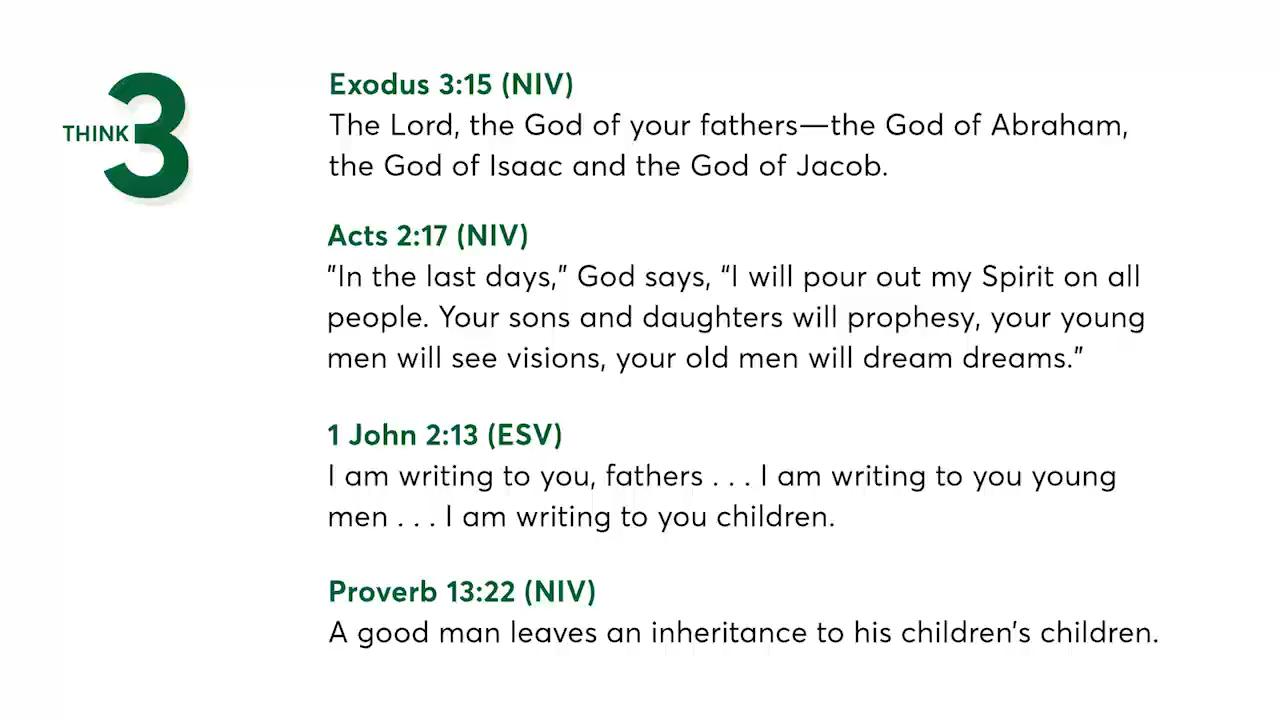 THINK 3
Exodus 3:15 (NIV)
The Lord, the God of your fathers—the God of Abraham,
the God of Isaac and the God of Jacob.
Acts 2:17 (NIV)
"In the last days,” God says, “I will pour out my Spirit on all
people. Your sons and daughters will prophesy, your young
men will see visions, your old men will dream dreams.”
1 John 2:13 (ESV)
I am writing to you, fathers . . . I am writing to you young
men . . . I am writing to you children.
Proverb 13:22 (NIV)
A good man leaves an inheritance to his children’s children.